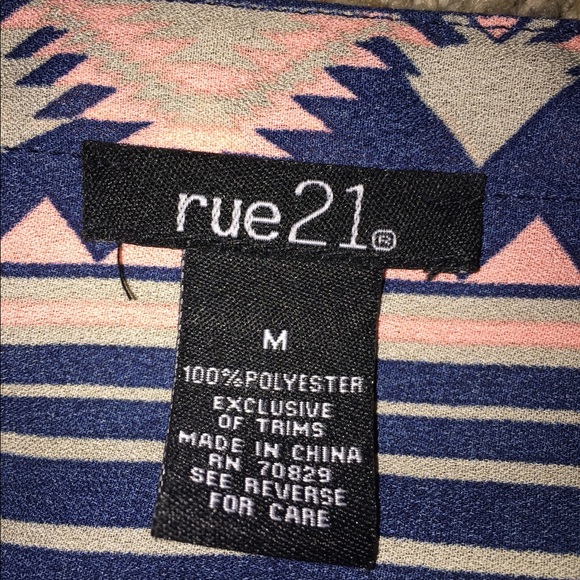 rue21®
M
100%POLYESTER
EXCLUSIVE
OF TRIMS
MADE IN CHINA
RN 70829
SEE REVERSE
FOR CARE